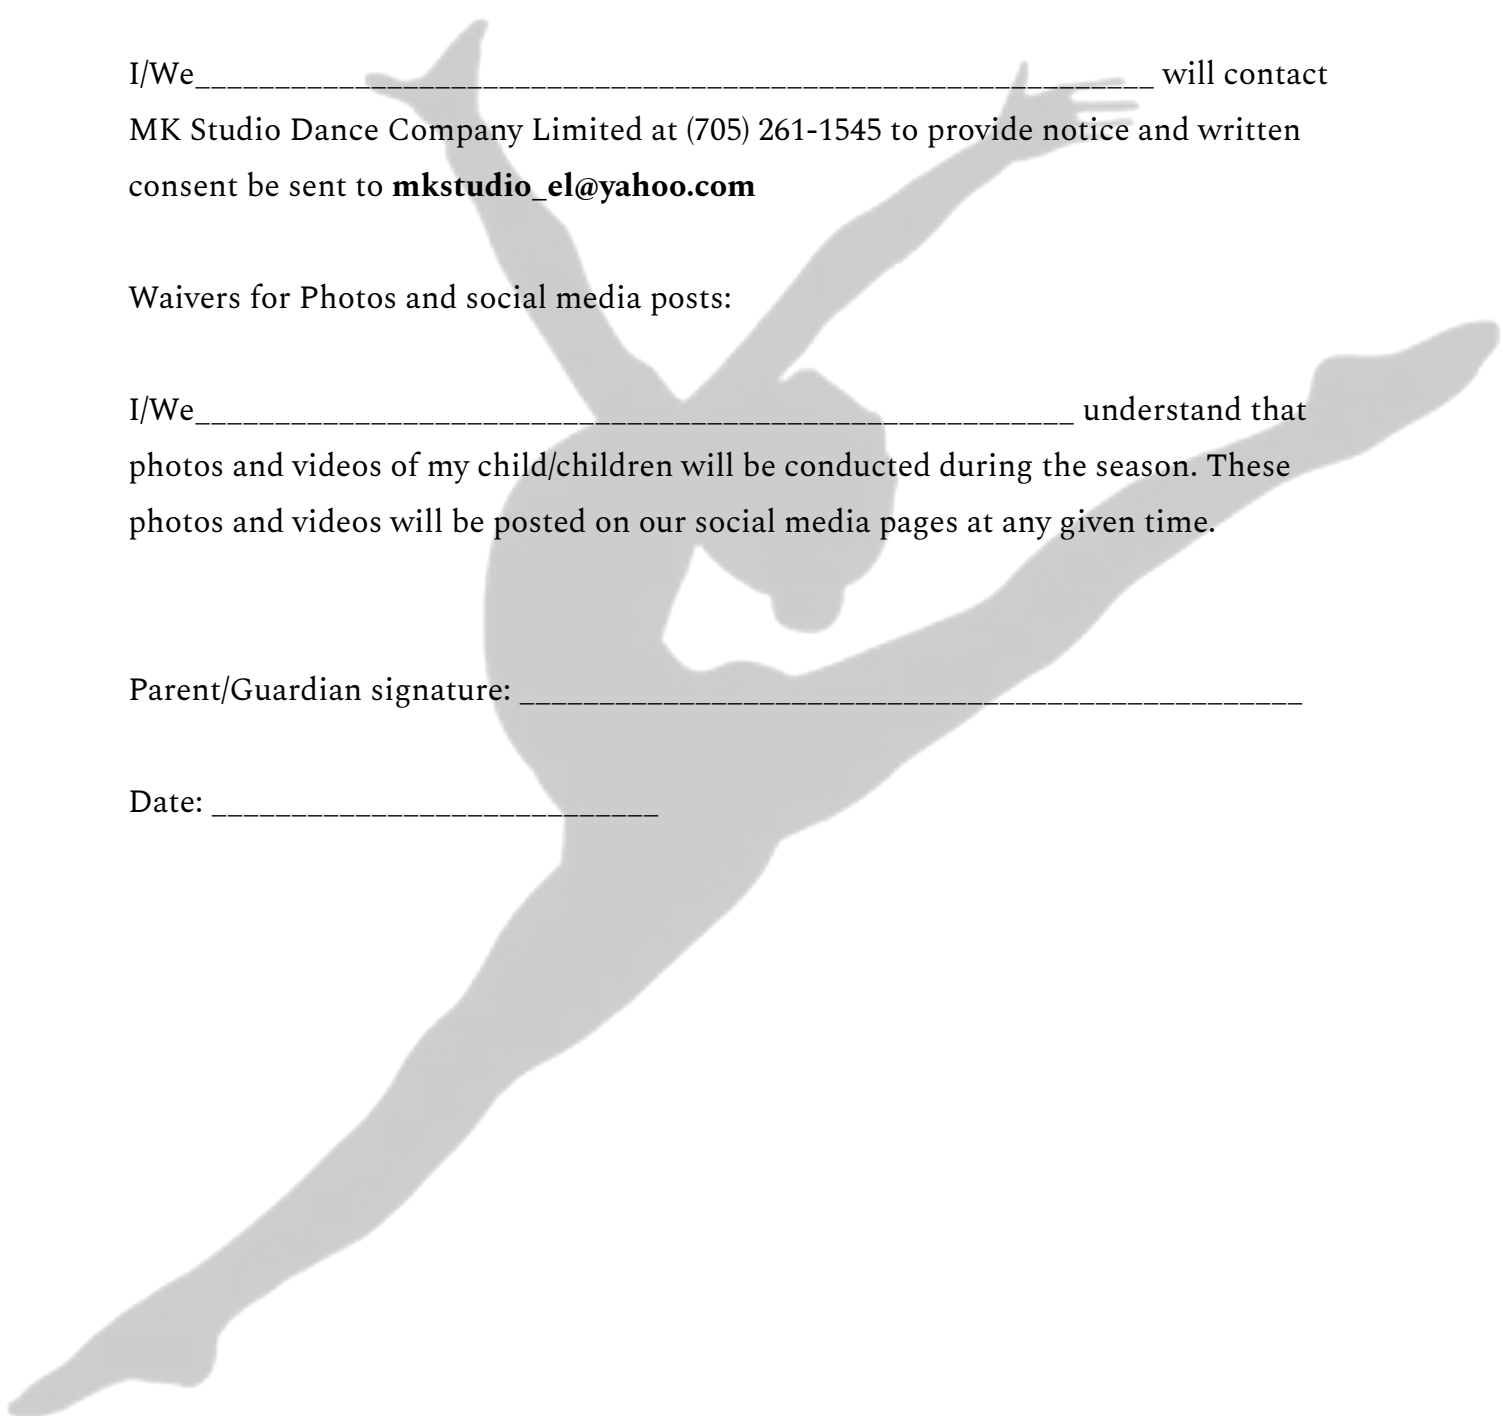 I/We____________________________________________________________ will contact
MK Studio Dance Company Limited at (705) 261-1545 to provide notice and written
consent be sent to mkstudio_el@yahoo.com
Waivers for Photos and social media posts:
I/We_______________________________________________________ understand that
photos and videos of my child/children will be conducted during the season. These
photos and videos will be posted on our social media pages at any given time.
Parent/Guardian signature: _________________________________________________
Date: ____________________________